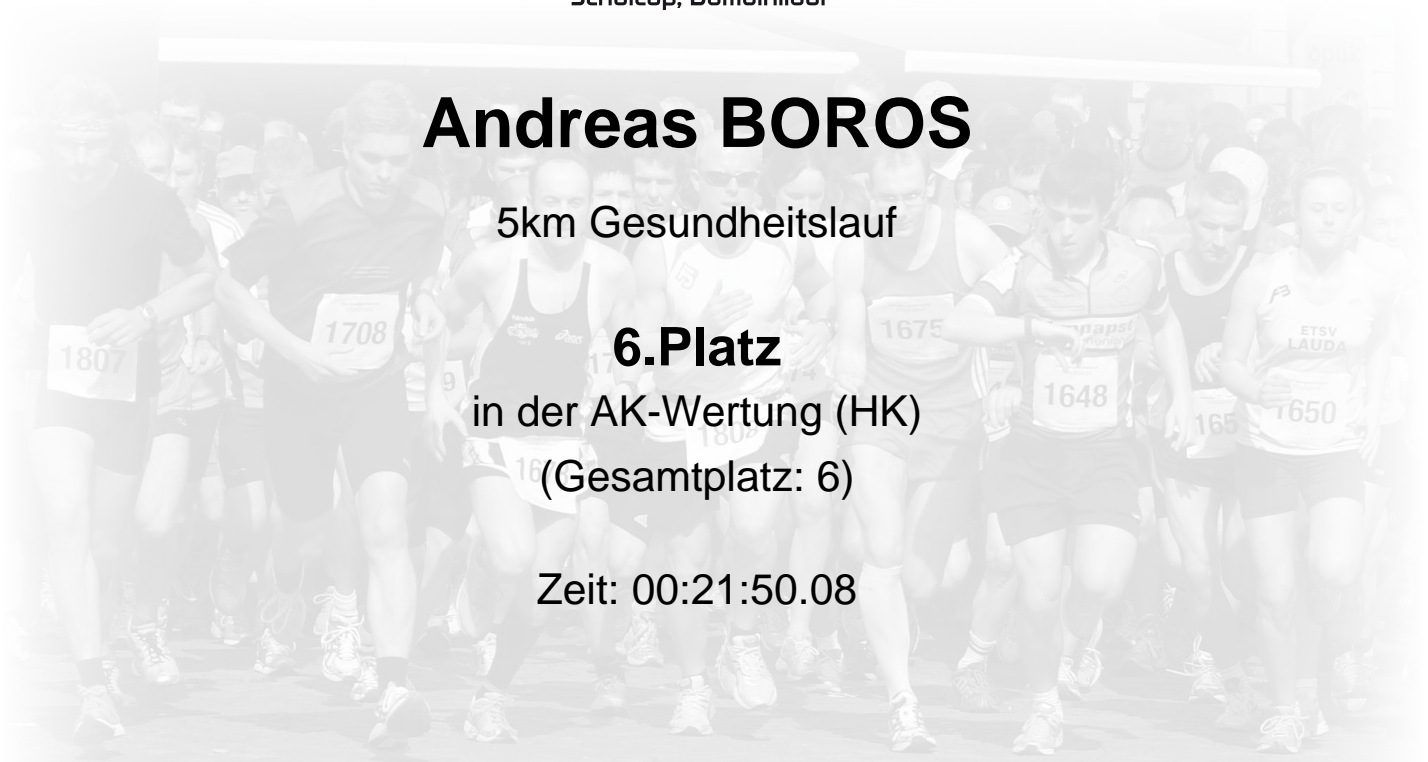 Andreas BOROS
5km Gesundheitslauf
6.Platz
in der AK-Wertung (HK)
(Gesamtplatz: 6)
Zeit: 00:21:50.08
1807
1708
1675
1648
1650
165
ETSV
LAUDA